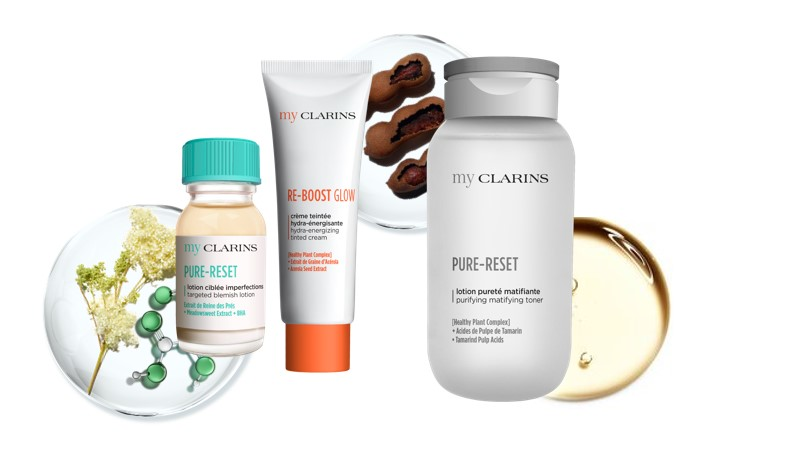 my CLARINS
PURE-RESET
lotion ciblée imperfections
targeted blemish lotion
Extrait de Reine des Prés
• Meadowsweet Extract + BHA
my CLARINS
RE-BOOST GLOW
crème teintée
hydra-énergisante
hydra-energizing
tinted cream
[Healthy Plant Complex]
+ Extrait de Graine d'Acérola
• Acerola Seed Extract
my CLARINS
PURE-RESET
lotion pureté matifiante
purifying matifying toner
[Healthy Plant Complex]
+ Acides de Pulpe de Tamarin
• Tamarind Pulp Acids